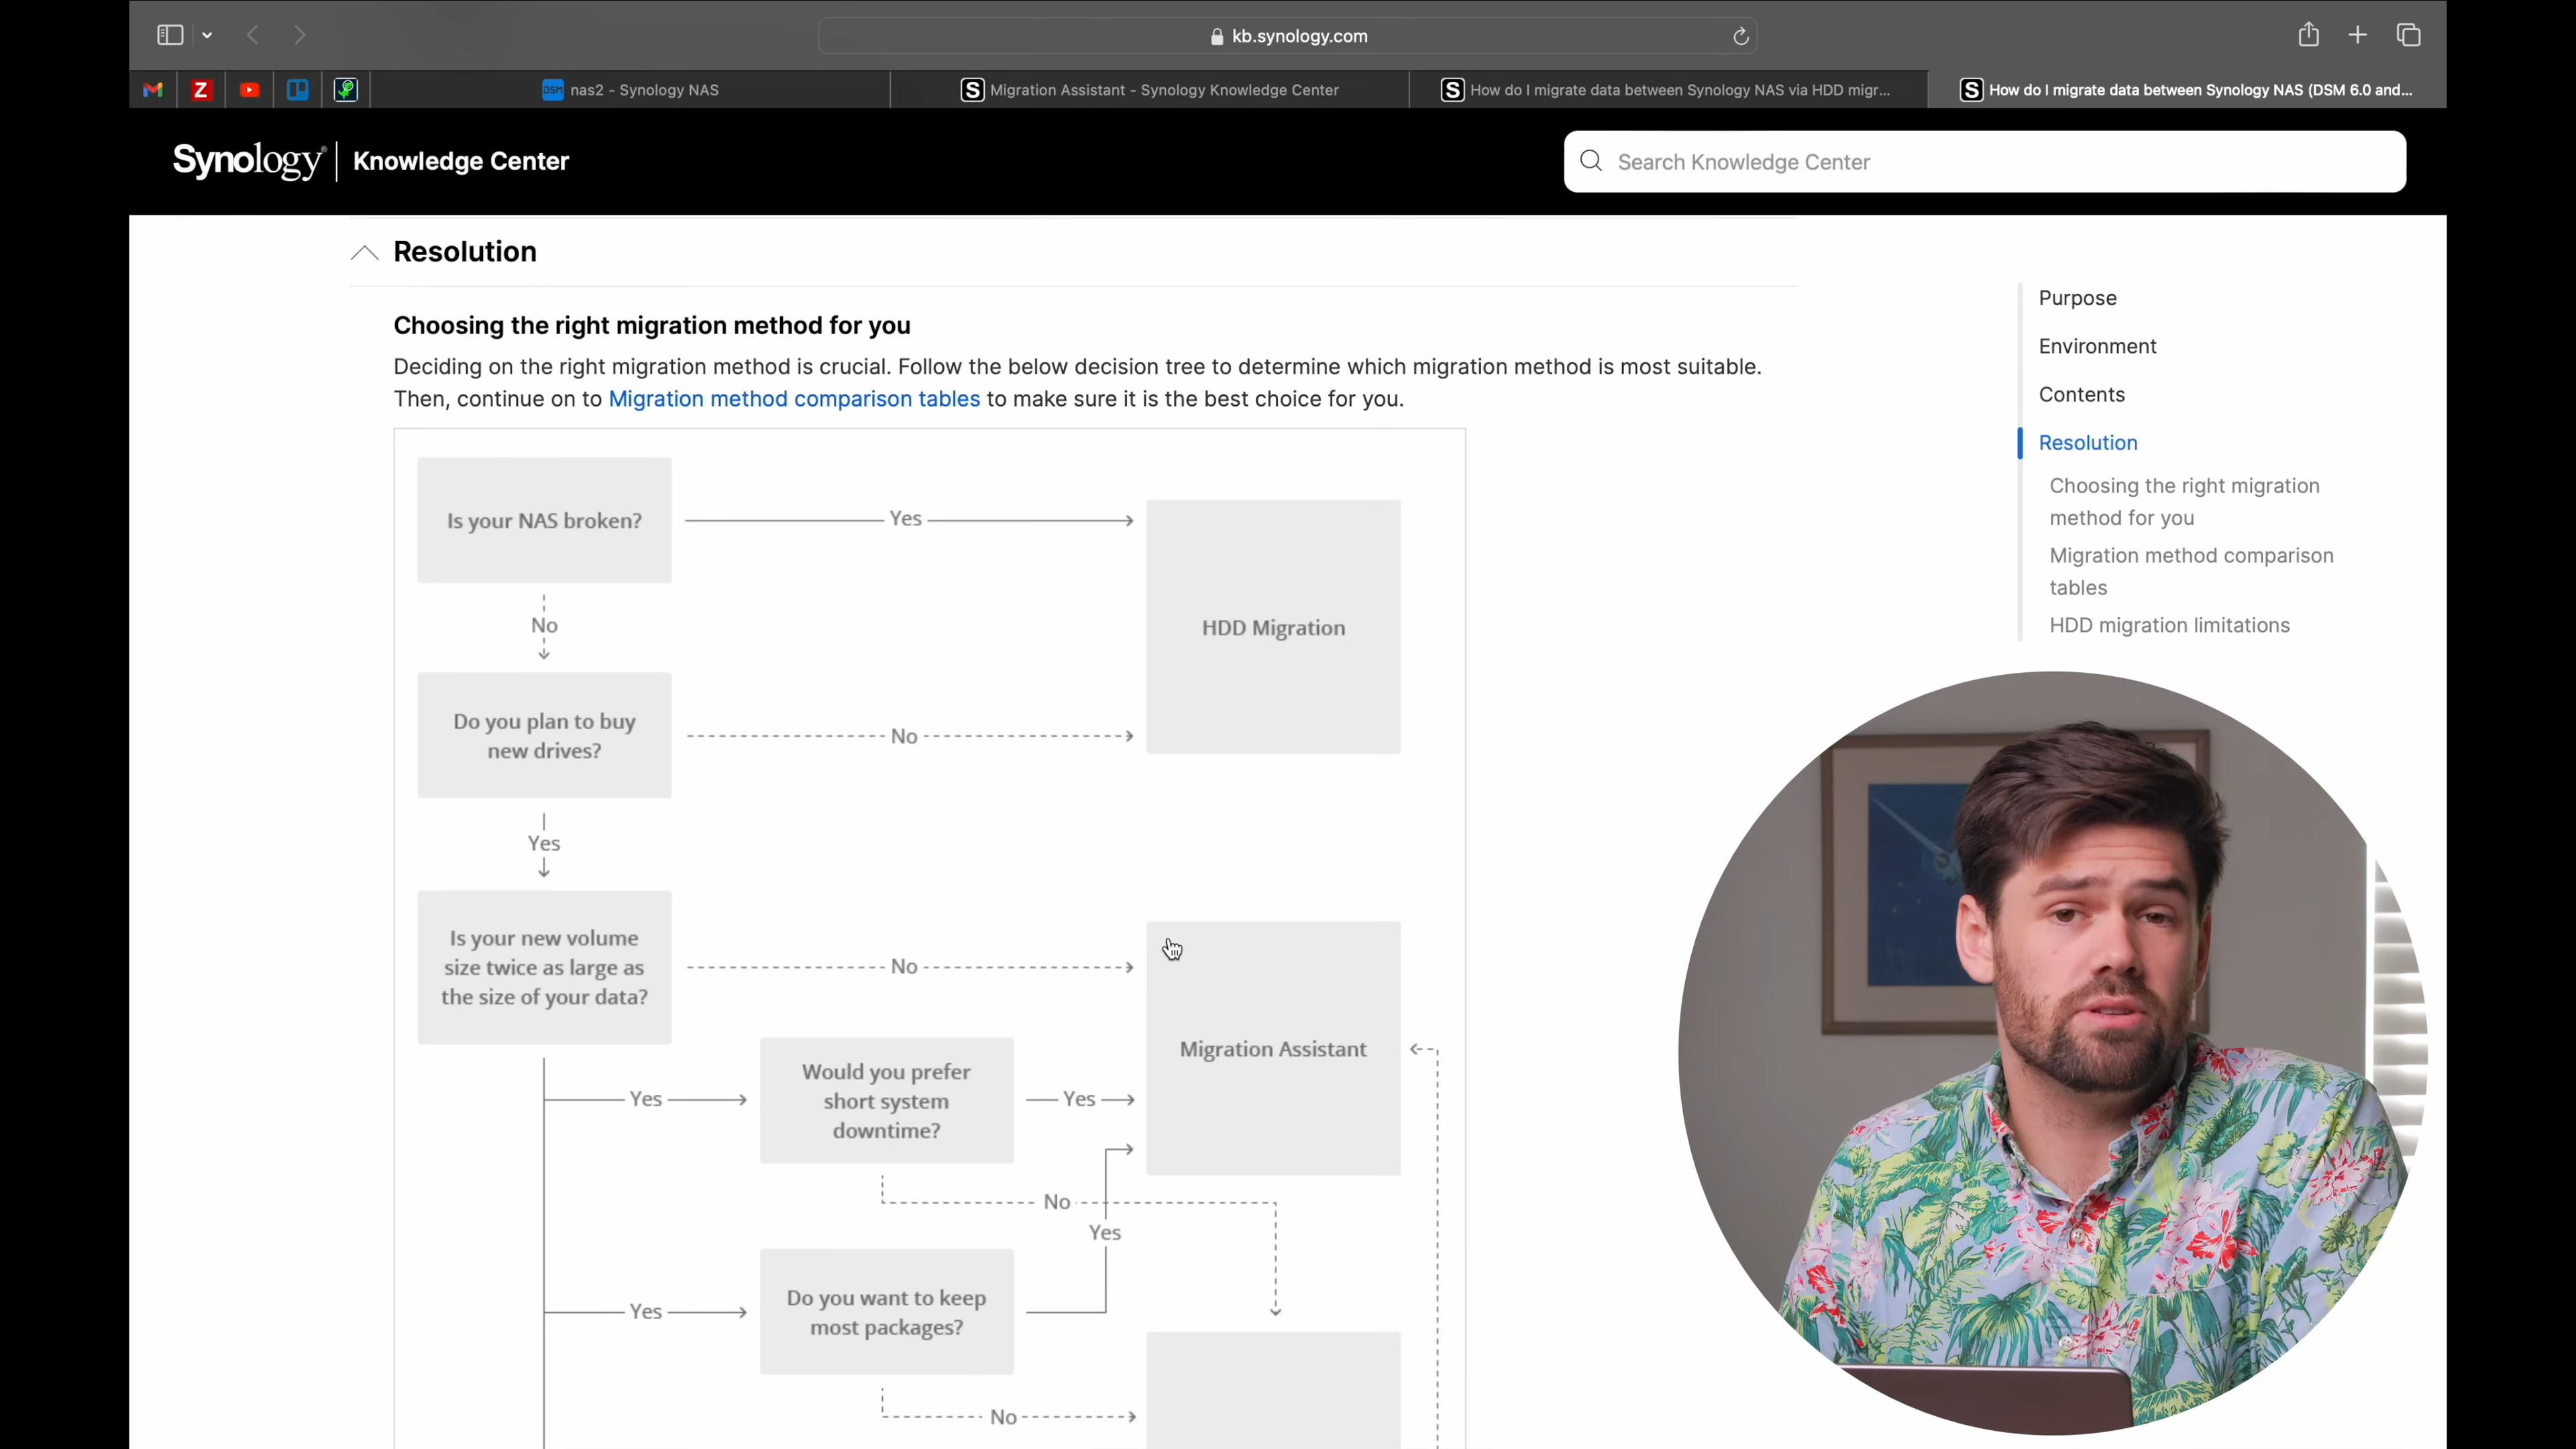 kb.synology.com
nas2 - Synology NAS
Migration Assistant - Synology Knowledge Center
How do I migrate data between Synology NAS via HDD migr...
How do I migrate data between Synology NAS (DSM 6.0 and...
Synology Knowledge Center
Search Knowledge Center
Resolution
Choosing the right migration method for you
Deciding on the right migration method is crucial. Follow the below decision tree to determine which migration method is most suitable.
Then, continue on to Migration method comparison tables to make sure it is the best choice for you.
Is your NAS broken?
Yes
HDD Migration
No
Do you plan to buy
new drives?
No
Yes
Is your new volume
size twice as large as
the size of your data?
No
Migration Assistant
Yes
Would you prefer
short system
downtime?
Yes
No
Yes
Yes
Do you want to keep
most packages?
No
Purpose
Environment
Contents
Resolution
Choosing the right migration
method for you
Migration method comparison
tables
HDD migration limitations